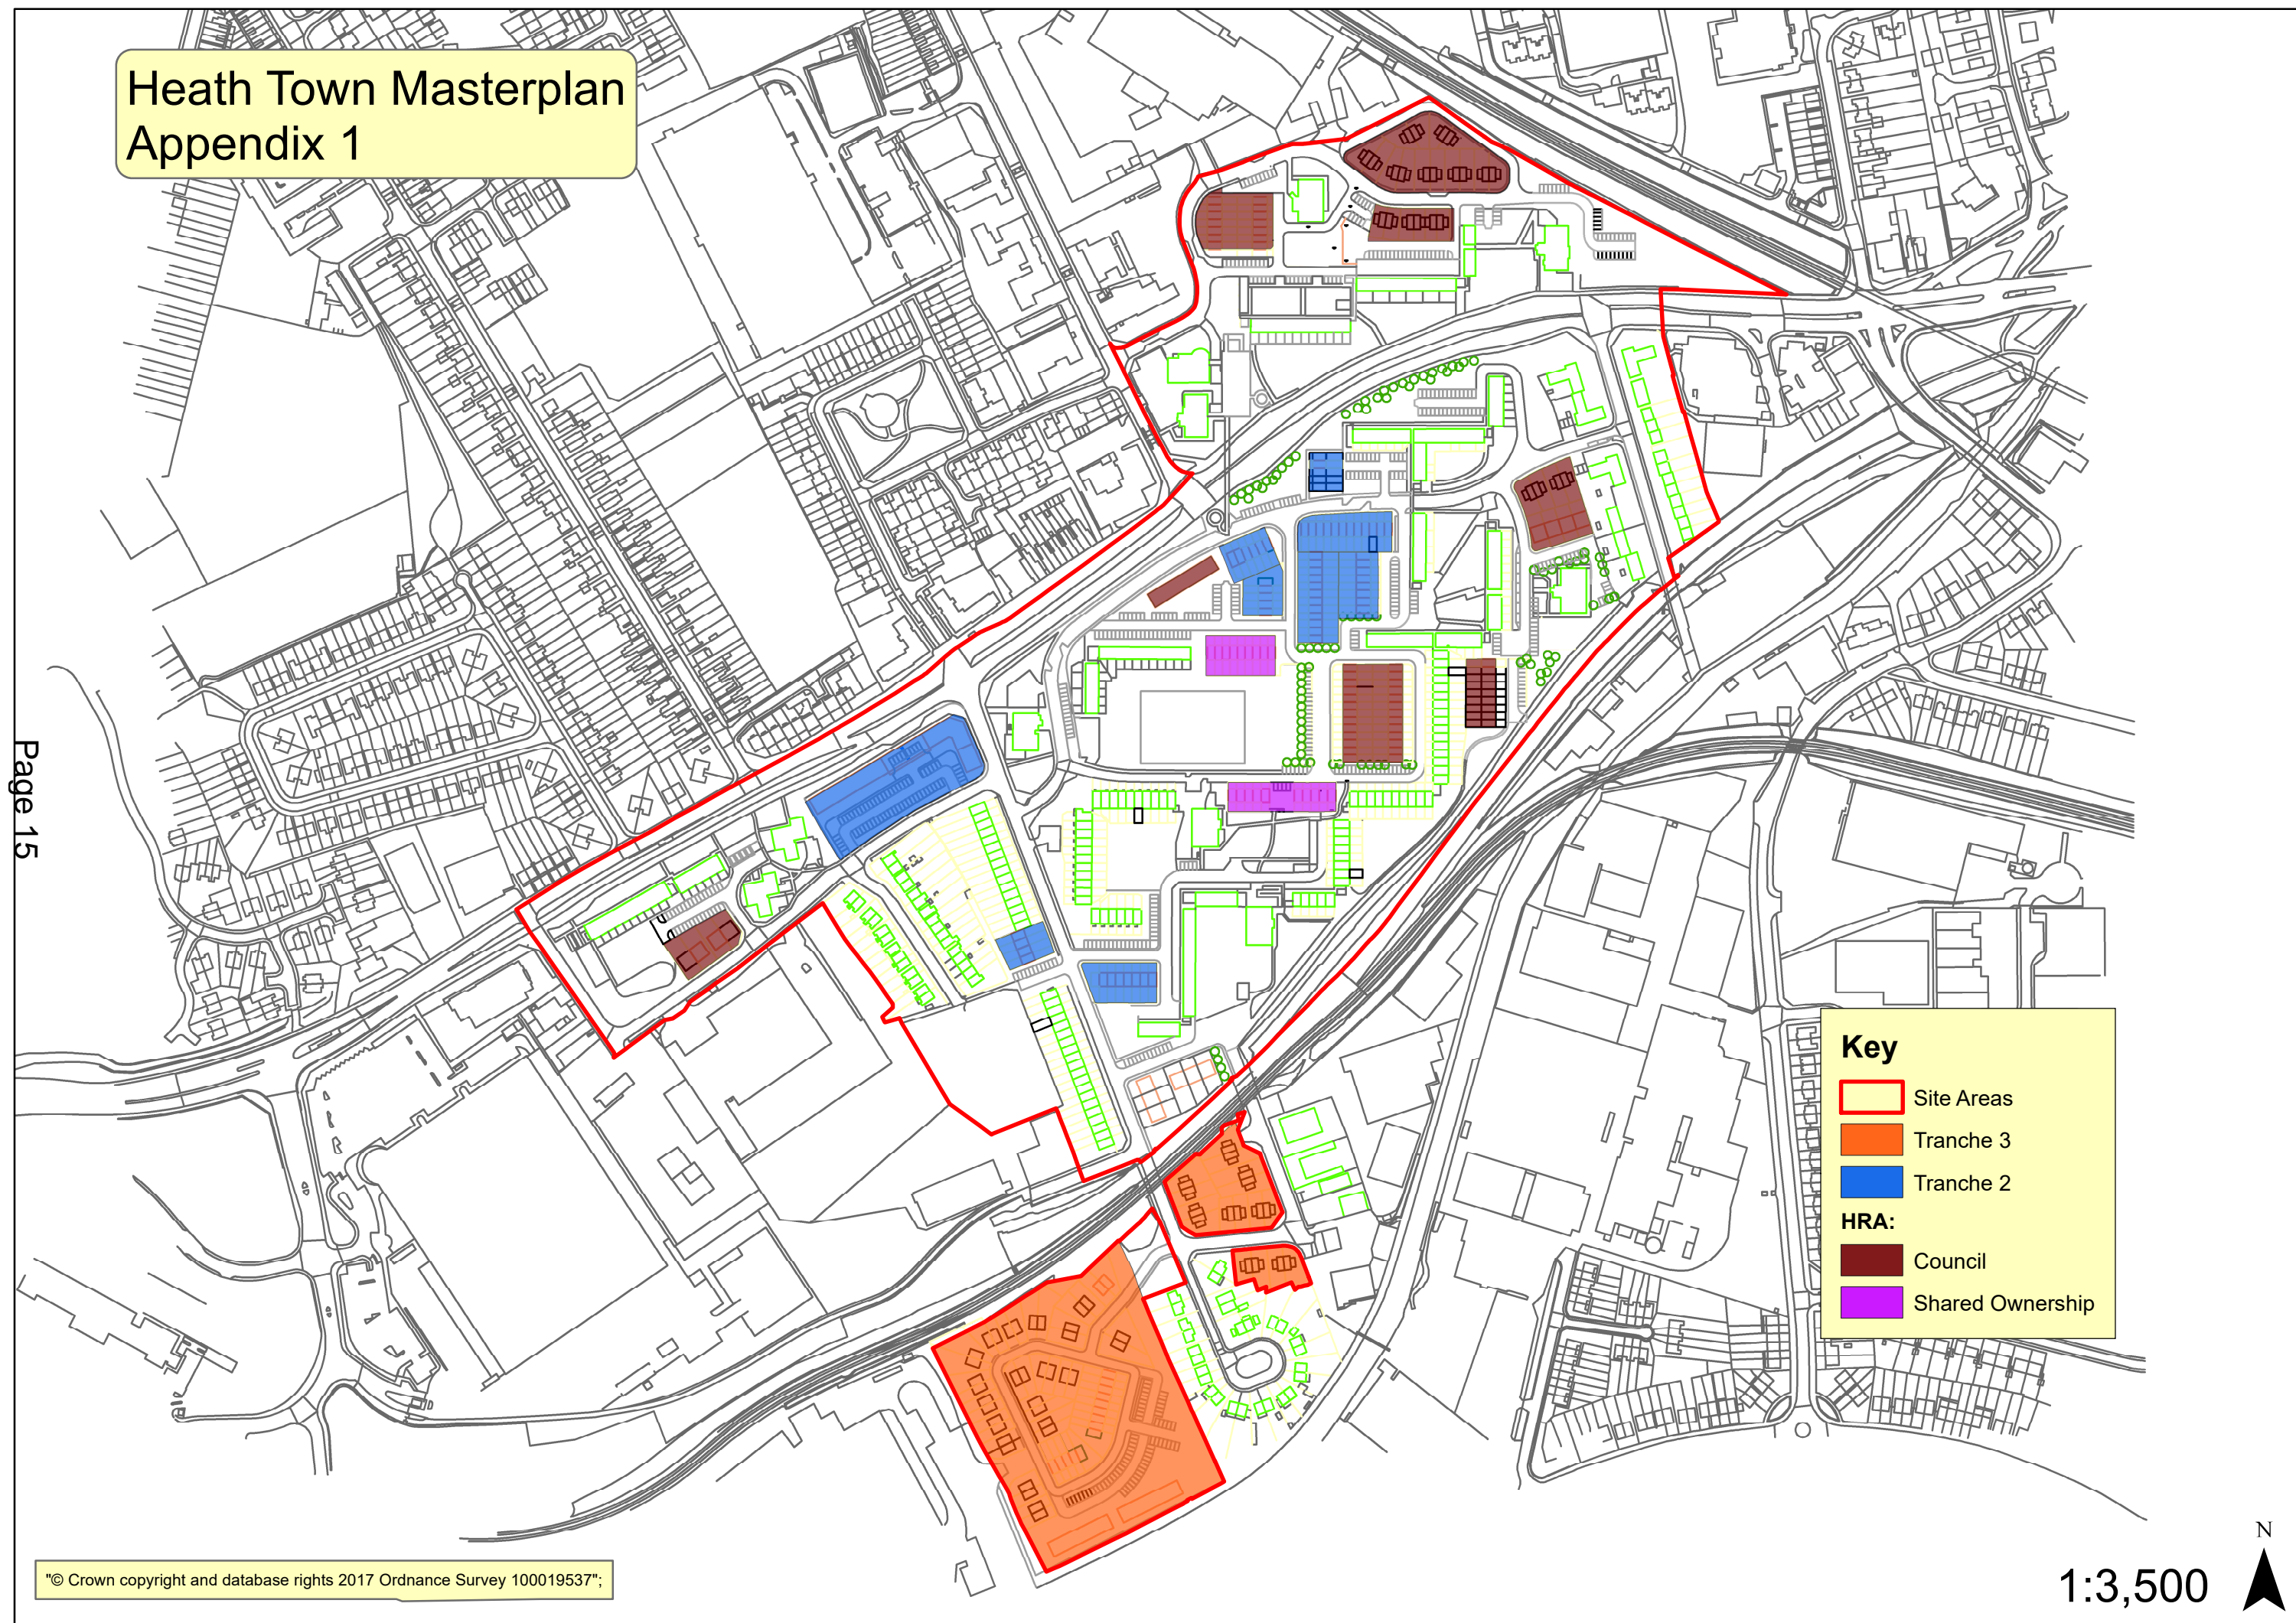 Heath Town Masterplan
Appendix 1
Page 15
Key
Site Areas
Tranche 3
Tranche 2
HRA:
Council
Shared Ownership
"© Crown copyright and database rights 2017 Ordnance Survey 100019537";
1:3,500
N